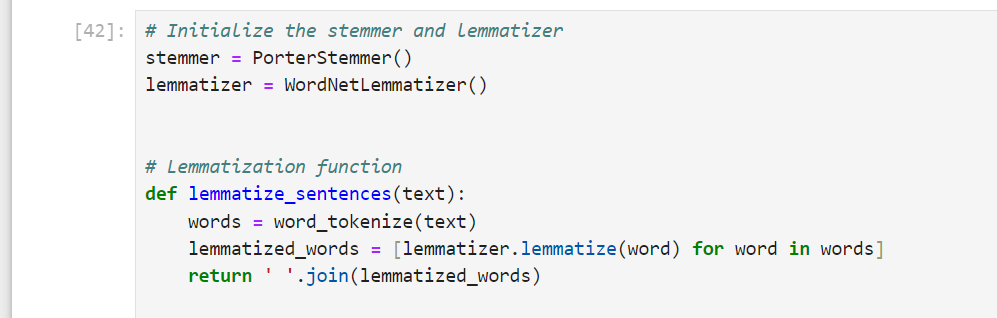 [42]: # Initialize the stemmer and lemmatizer
stemmer = PorterStemmer()
lemmatizer = WordNetLemmatizer()
# Lemmatization function
def lemmatize_sentences(text):
    words = word_tokenize(text)
    lemmatized_words = [lemmatizer.lemmatize(word) for word in words]
    return ' '.join(lemmatized_words)